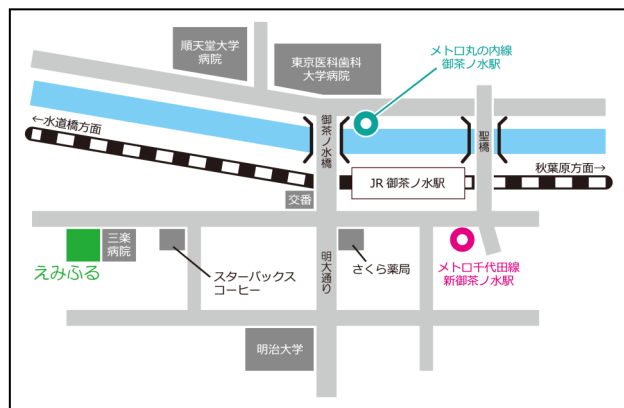 順天堂大学
病院
東京医科歯科
大学病院
メトロ丸の内線
御茶ノ水駅
←水道橋方面
御茶ノ水橋
聖橋
秋葉原方面→
JR 御茶ノ水駅
交番
三楽
病院
えみふる
スターバックス
コーヒー
明大通り
さくら薬局
メトロ千代田線
新御茶ノ水駅
明治大学